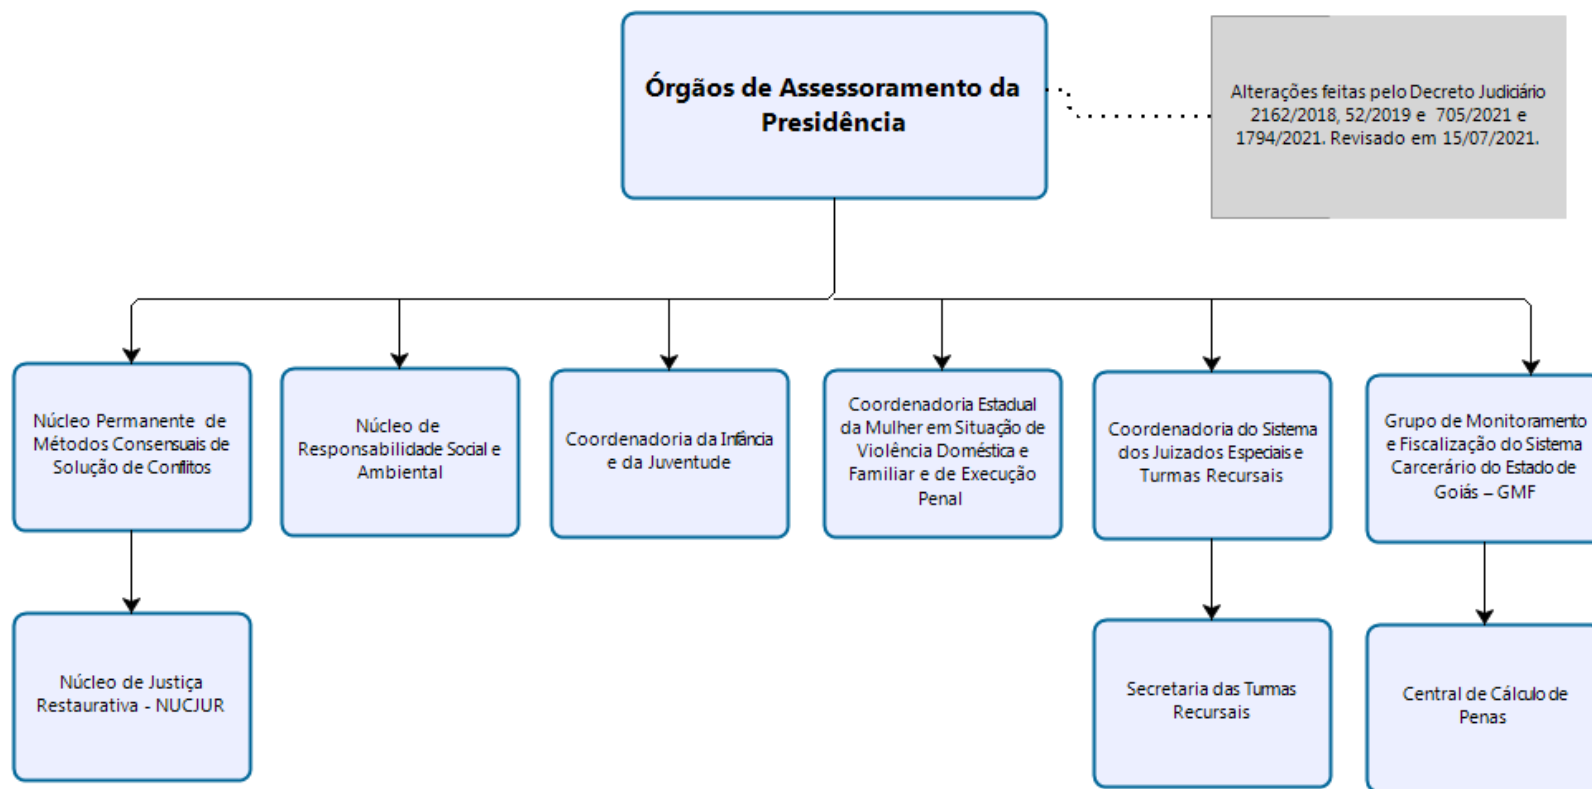 Órgãos de Assessoramento da
Presidência
Alterações feitas pelo Decreto Judiciário
2162/2018, 52/2019 e 705/2021 e
1794/2021. Revisado em 15/07/2021.
Núcleo Permanente de
Métodos Consensuais de
Solução de Conflitos
Núcleo de
Responsabilidade Social e
Ambiental
Coordenadoria da Infância
e da Juventude
Coordenadoria Estadual
da Mulher em Situação de
Violência Doméstica e
Familiar e de Execução
Penal
Coordenadoria do Sistema
dos Juizados Especiais e
Turmas Recursais
Grupo de Monitoramento
e Fiscalização do Sistema
Carcerário do Estado de
Goiás – GMF
Núcleo de Justiça
Restaurativa - NUCJUR
Secretaria das Turmas
Recursais
Central de Cálculo de
Penas